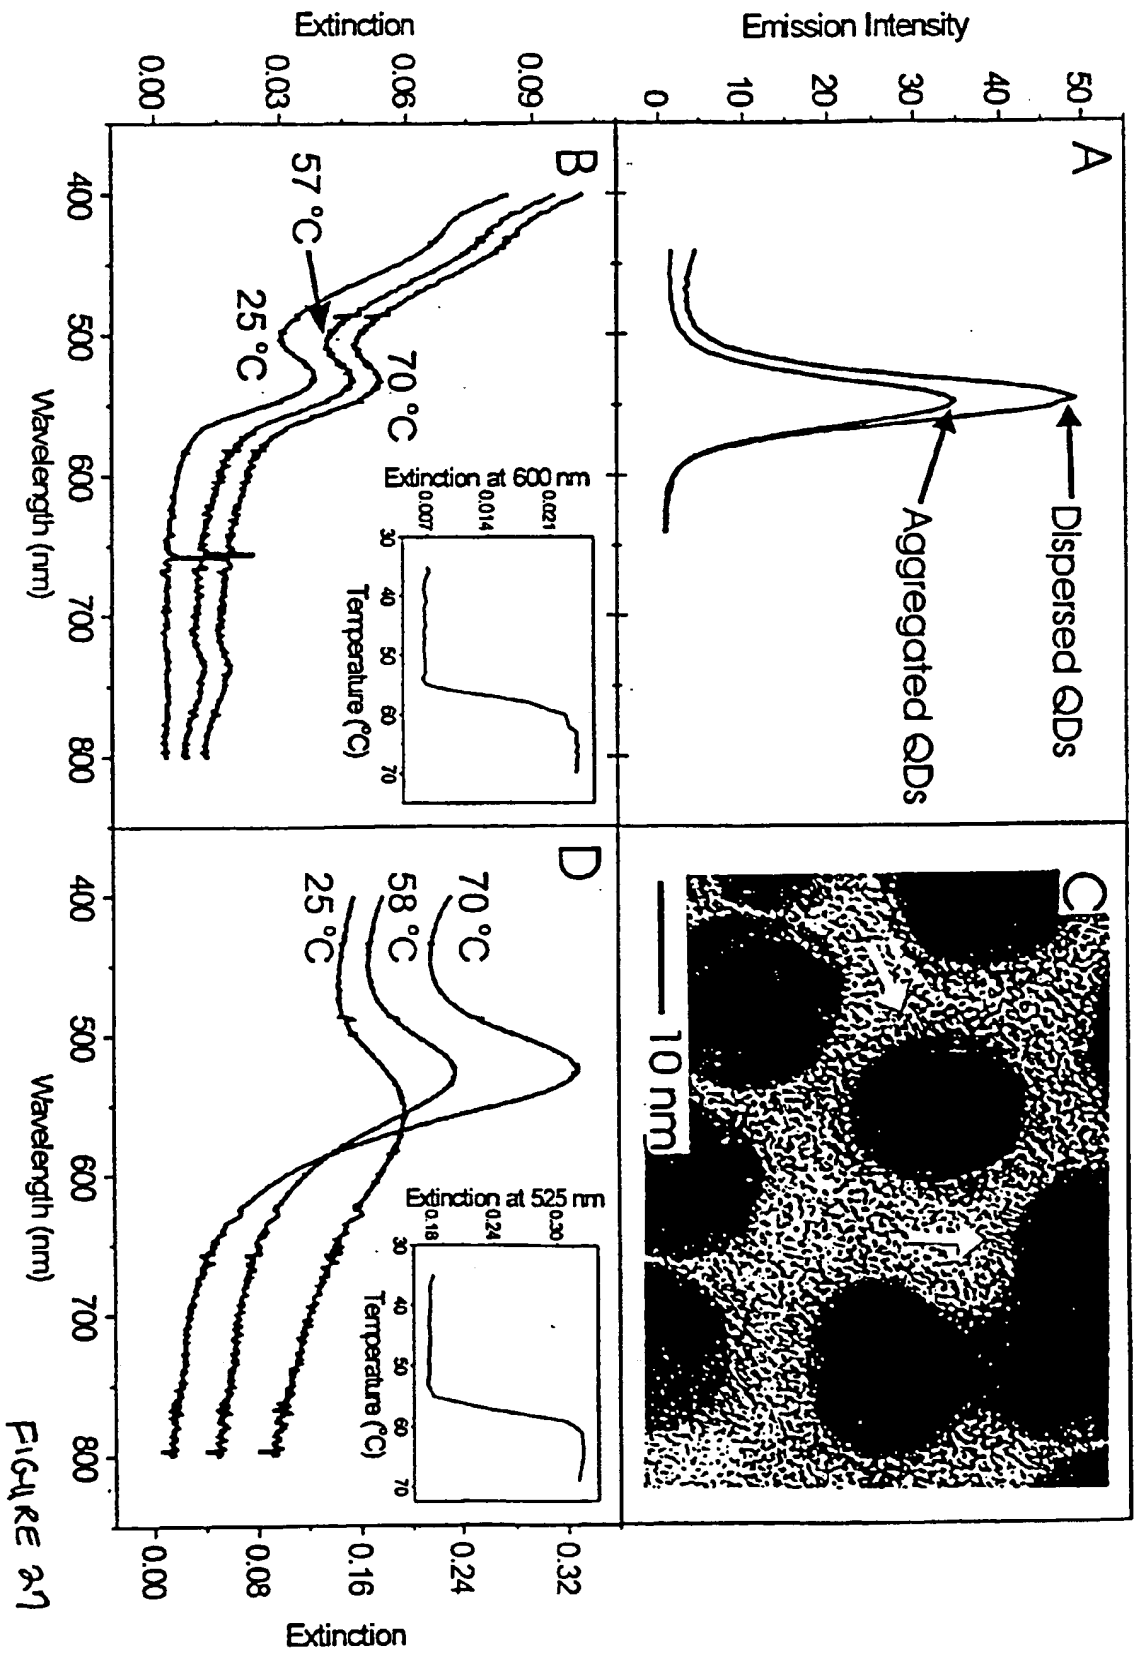 A
Emission Intensity
50
40
30
20
10
0
Dispersed QDs
Aggregated QDs
C
10 nm
B
Extinction
0.09
0.06
0.03
0.00
70 °C
57 °C
25 °C
Extinction at 600 nm
0.021
0.014
0.007
30
40
50
60
70
Temperature (°C)
400
500
600
700
800
Wavelength (nm)
D
70 °C
58 °C
25 °C
Extinction at 525 nm
0.30
0.24
0.18
30
40
50
60
70
Temperature (°C)
0.32
0.24
0.16
0.08
0.00
Extinction
400
500
600
700
800
Wavelength (nm)
FIGURE 27